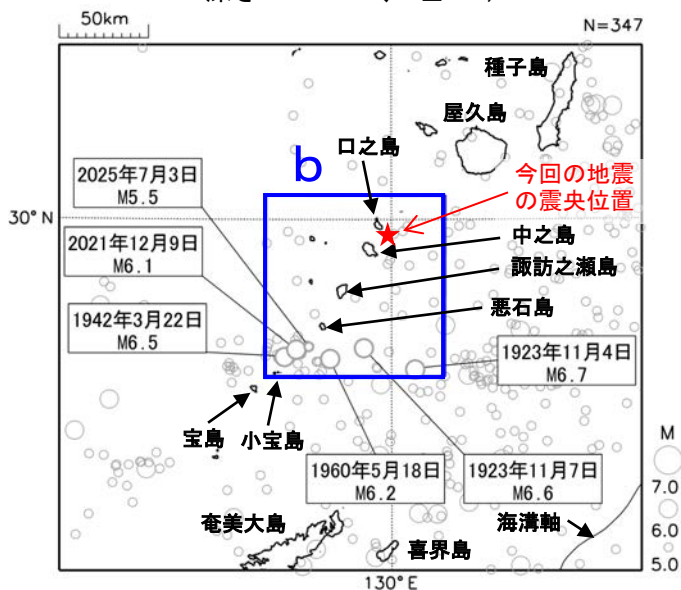 50km
N=347
種子島
屋久島
口之島
b
今回の地震
の震央位置
2025年7月3日
M5.5
30°N
2021年12月9日
M6.1
中之島
諏訪之瀬島
1942年3月22日
M6.5
悪石島
1923年11月4日
M6.7
宝島
小宝島
1960年5月18日
M6.2
1923年11月7日
M6.6
M
7.0
6.0
5.0
海溝軸
奄美大島
喜界島
130°E